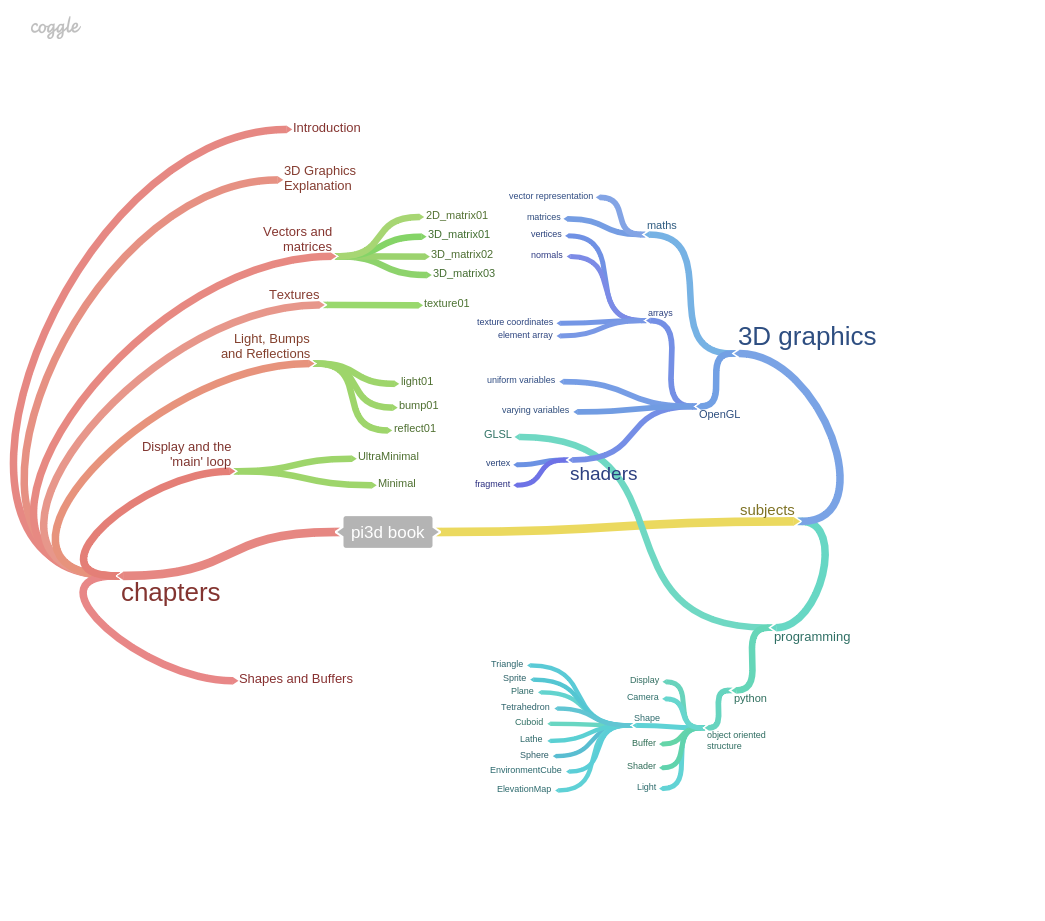 coggle
Introduction
3D Graphics
Explanation
Vectors and
matrices
2D_matrix01
3D_matrix01
3D_matrix02
3D_matrix03
Textures
texture01
Light, Bumps
and Reflections
light01
bump01
reflect01
Display and the
'main' loop
UltraMinimal
Minimal
pi3d book
chapters
Shapes and Buffers
vector representation
matrices
vertices
normals
maths
texture coordinates
element array
arrays
3D graphics
uniform variables
varying variables
OpenGL
GLSL
vertex
fragment
shaders
subjects
programming
python
object oriented
structure
Display
Camera
Shape
Buffer
Shader
Light
Triangle
Sprite
Plane
Tetrahedron
Cuboid
Lathe
Sphere
EnvironmentCube
ElevationMap